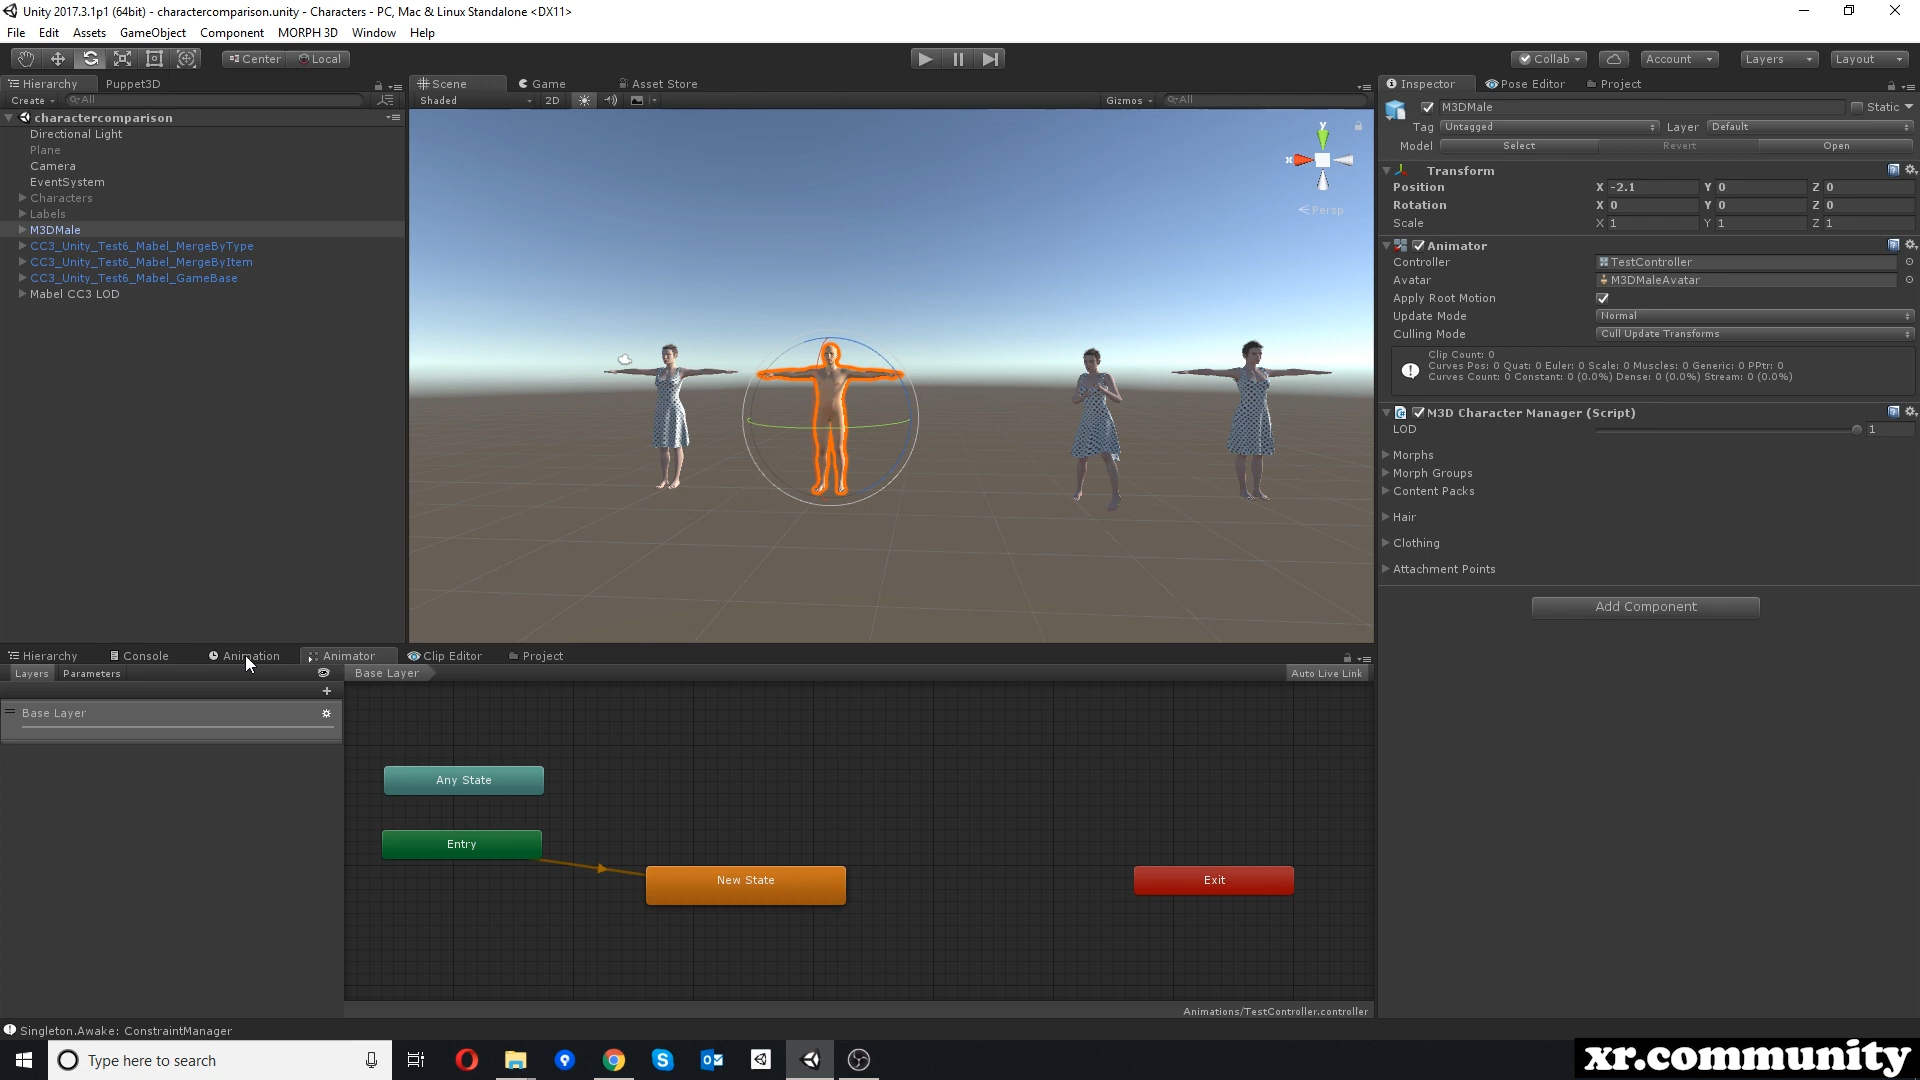 Unity 2017.3.1p1 (64bit) - charactercomparison.unity - Characters - PC, Mac & Linux Standalone <DX11>
File Edit Assets GameObject Component MORPH 3D Window Help
Center Local Collab Account Layers Layout
Hierarchy Puppet3D Scene Game Asset Store Inspector Pose Editor Project
Create All Shaded 2D Gizmos All M3DMale Static
charactercomparison
Directional Light
Plane
Camera
EventSystem
Characters
Labels
M3DMale
CC3_Unity_Test6_Mabel_MergeByType
CC3_Unity_Test6_Mabel_MergeByItem
CC3_Unity_Test6_Mabel_GameBase
Mabel CC3 LOD
y
x
Persp
Tag Untagged Layer Default
Model Select Revert Open
Transform
Position X -2.1 Y 0 Z 0
Rotation X 0 Y 0 Z 0
Scale X 1 Y 1 Z 1
Animator
Controller TestController
Avatar M3DMaleAvatar
Apply Root Motion
Update Mode Normal
Culling Mode Cull Update Transforms
Clip Count: 0
Curves Pos: 0 Quat: 0 Euler: 0 Scale: 0 Muscles: 0 Generic: 0 PPtr: 0
Curves Count: 0 Constant: 0 (0.0%) Dense: 0 (0.0%) Stream: 0 (0.0%)
M3D Character Manager (Script)
LOD 1
Morphs
Morph Groups
Content Packs
Hair
Clothing
Attachment Points
Add Component
Hierarchy Console Animation Animator Clip Editor Project
Layers Parameters Base Layer Auto Live Link
Base Layer
Any State
Entry
New State
Exit
Animations/TestController.controller
Singleton.Awake: ConstraintManager
Type here to search
xr.community